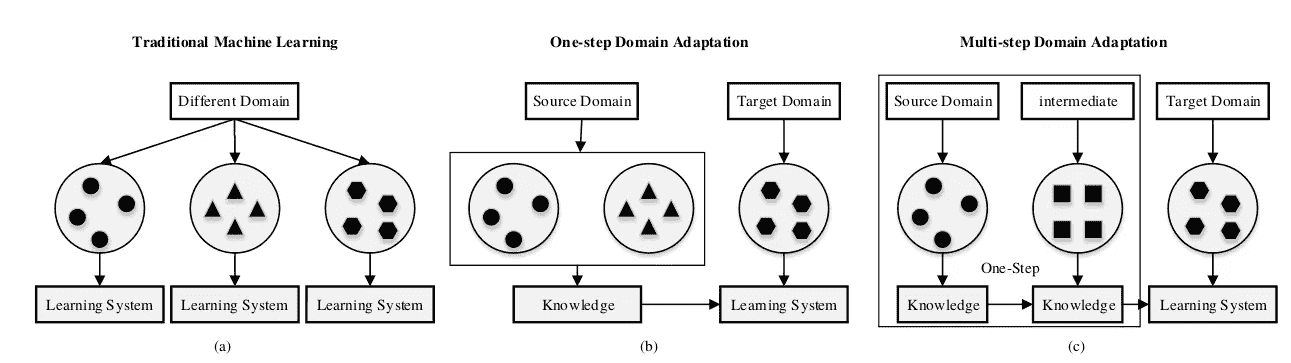 Traditional Machine Learning
One-step Domain Adaptation
Multi-step Domain Adaptation
Different Domain
Source Domain
Target Domain
Source Domain
intermediate
Target Domain
One-Step
Learning System
Learning System
Learning System
Knowledge
Learning System
Knowledge
Knowledge
Learning System
(a)
(b)
(c)